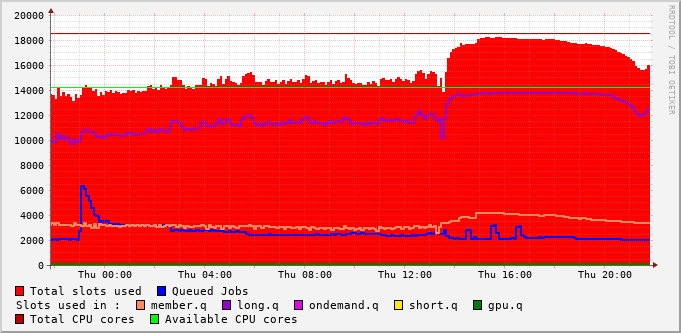 20000
18000
16000
14000
12000
10000
8000
6000
4000
2000
0
Thu 00:00 Thu 04:00 Thu 08:00 Thu 12:00 Thu 16:00 Thu 20:00
RRDTOOL / TOBI OETIKER
Total slots used Queued Jobs
Slots used in : member.q long.q ondemand.q short.q gpu.q
Total CPU cores Available CPU cores